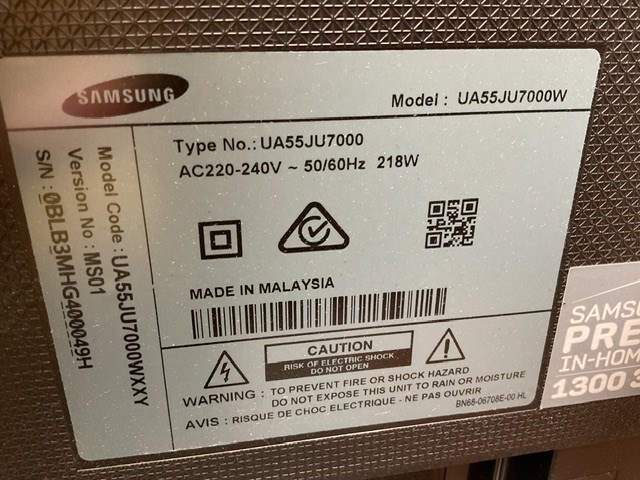 SAMSUNG
Model : UA55JU7000W
Type No.: UA55JU7000
AC220-240V ~ 50/60Hz 218W
Model Code : UA55JU7000WXXY
Version No : MS01
S/N : 0BLB3MHG400049H
MADE IN MALAYSIA
CAUTION
RISK OF ELECTRIC SHOCK
DO NOT OPEN
WARNING : TO PREVENT FIRE OR SHOCK HAZARD
DO NOT EXPOSE THIS UNIT TO RAIN OR MOISTURE
AVIS : RISQUE DE CHOC ELECTRIQUE - NE PAS OUVRIR
BN68-06708E-00 HL
SAMSU
PRE
IN-HOM
1300 3